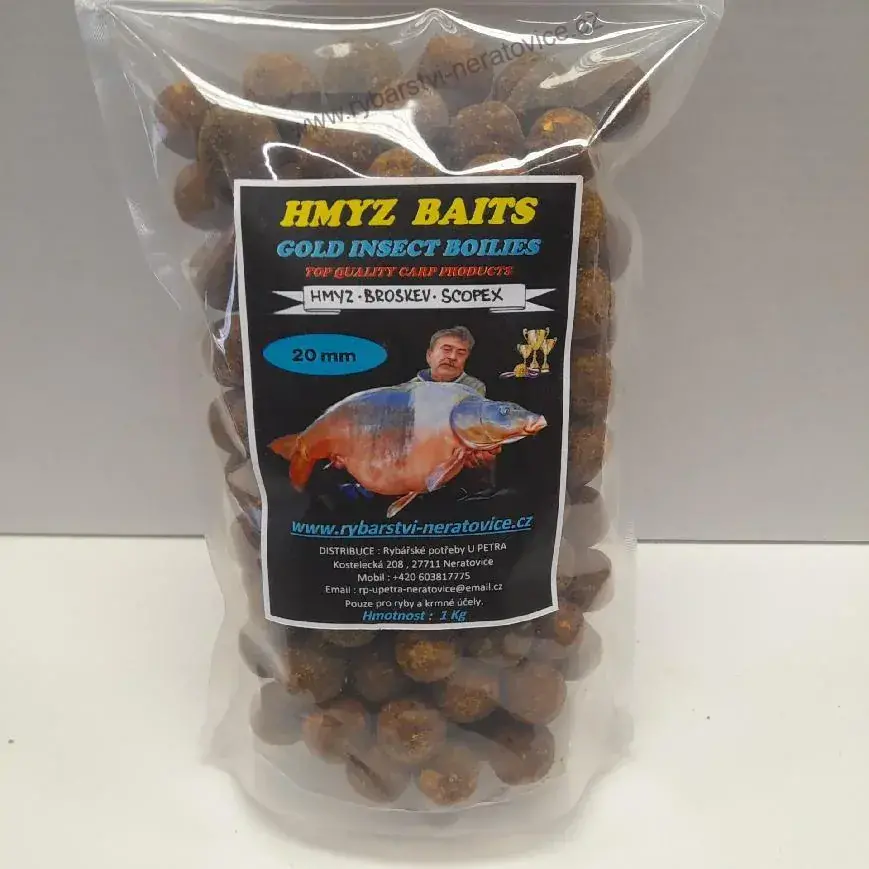 www.rybarstvi-neratovice.cz
HMYZ BAITS
GOLD INSECT BOILIES
TOP QUALITY CARP PRODUCTS
HMYZ · BROSKEV · SCOPEX
20 mm
www.rybarstvi-neratovice.cz
DISTRIBUCE : Rybářské potřeby U PETRA
Kostelecká 208 , 27711 Neratovice
Mobil : +420 603817775
Email : rp-upetra-neratovice@email.cz
Pouze pro ryby a krmné účely.
Hmotnost : 1 Kg